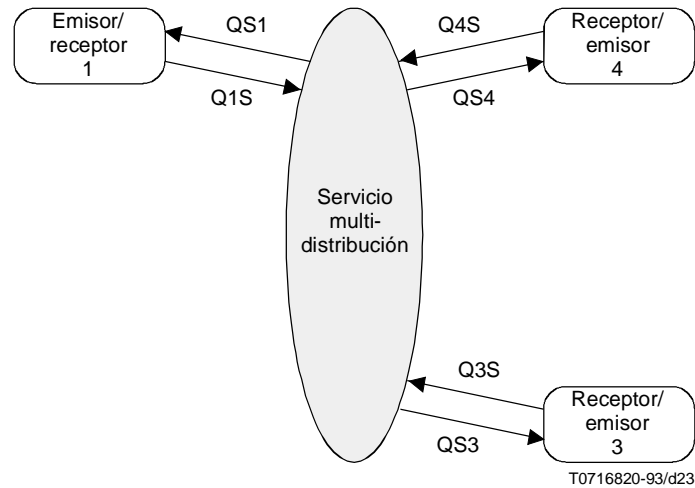 Emisor/
receptor
1
QS1
Q1S
Q4S
QS4
Receptor/
emisor
4
Servicio
multi-
distribución
Q3S
QS3
Receptor/
emisor
3
T0716820-93/d23